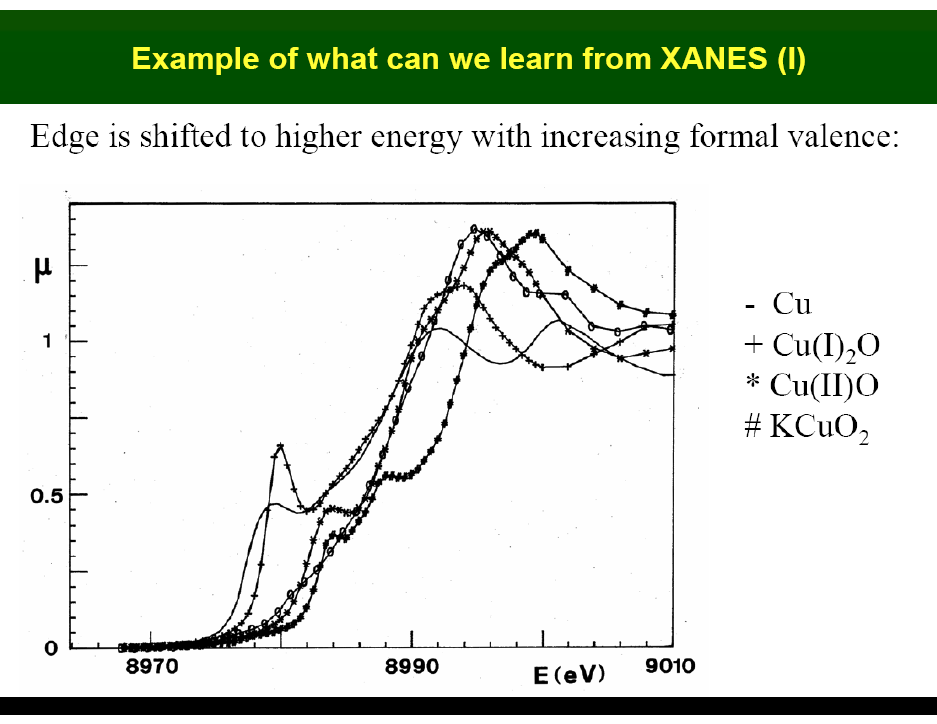 Example of what can we learn from XANES (I)
Edge is shifted to higher energy with increasing formal valence:
μ
1
0.5
0
8970
8990
E(eV)
9010
- Cu
+ Cu(I)₂O
* Cu(II)O
# KCuO₂